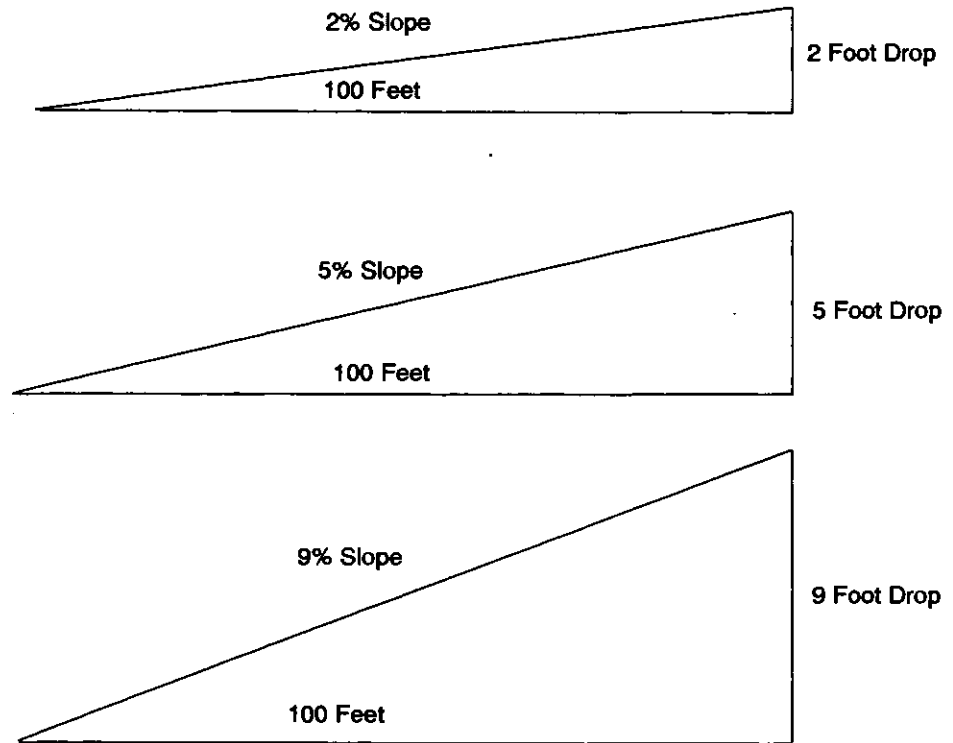 2% Slope
2 Foot Drop
100 Feet
5% Slope
5 Foot Drop
100 Feet
9% Slope
9 Foot Drop
100 Feet